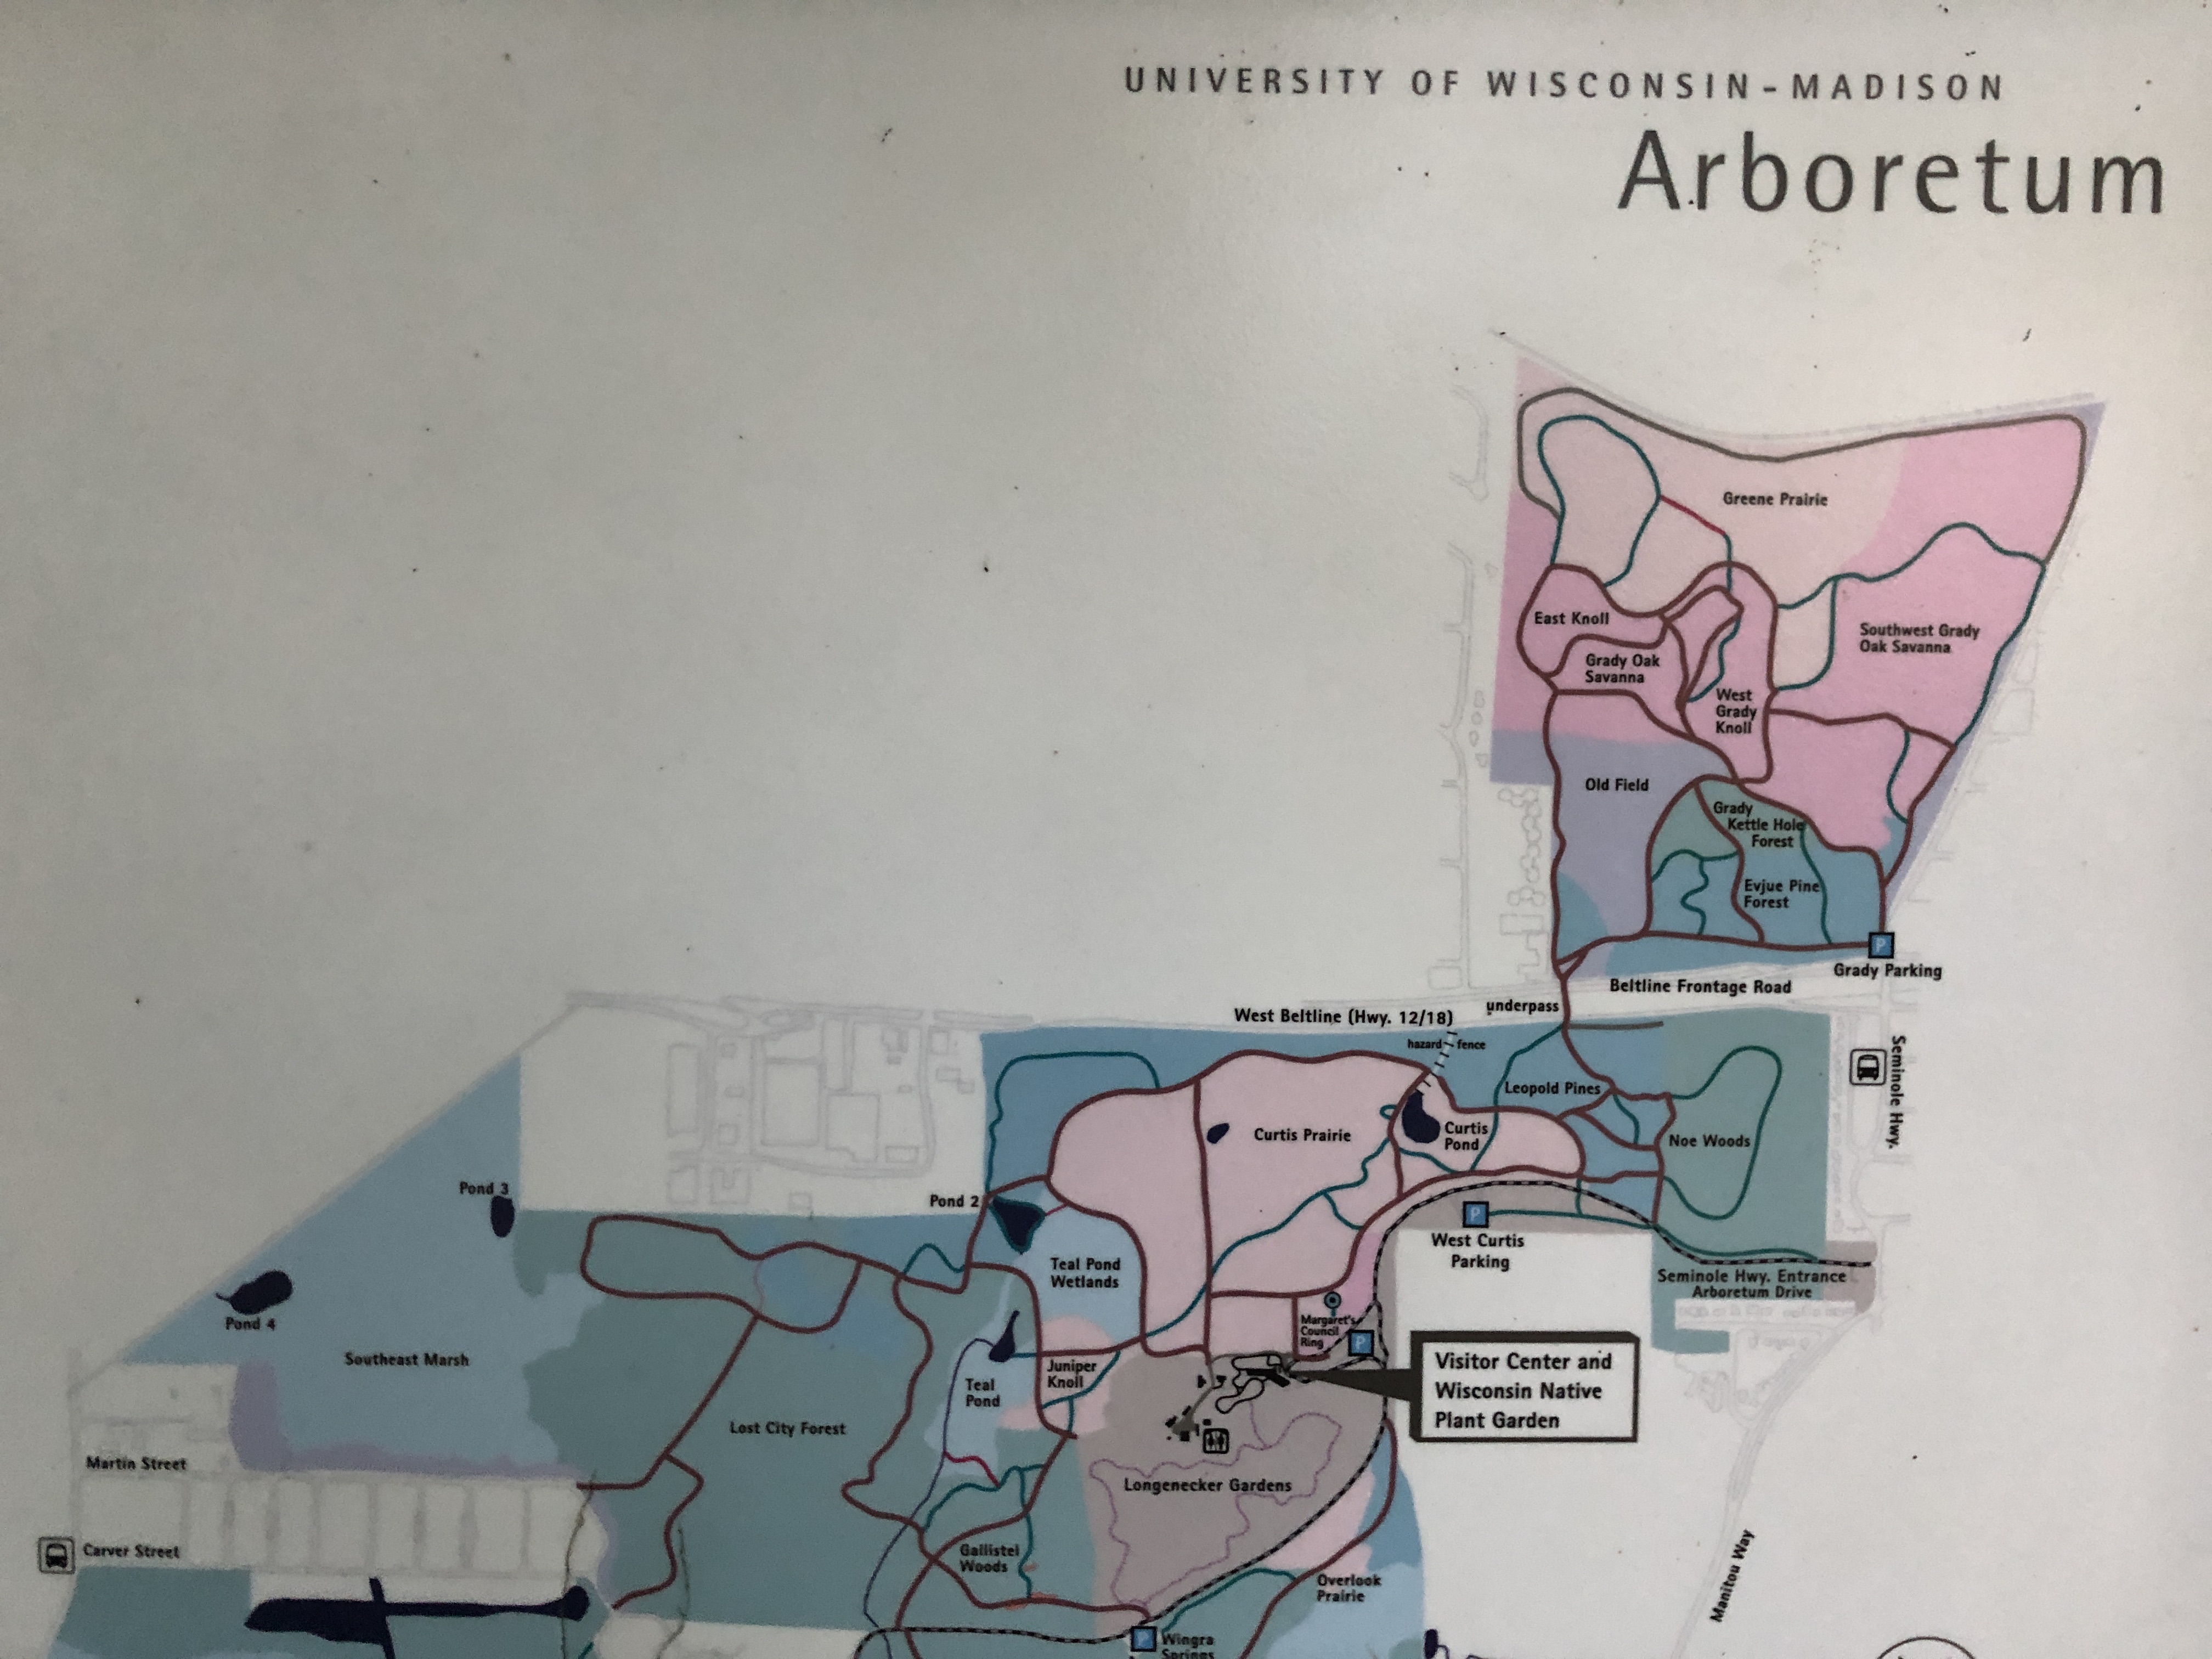 UNIVERSITY OF WISCONSIN-MADISON
Arboretum
Greene Prairie
East Knoll
Southwest Grady
Oak Savanna
Grady Oak
Savanna
West
Grady
Knoll
Old Field
Grady
Kettle Hole
Forest
Evjue Pine
Forest
P
Grady Parking
Beltline Frontage Road
underpass
West Beltline (Hwy. 12/18)
hazard fence
Seminole Hwy.
Leopold Pines
Curtis Prairie
Curtis
Pond
Noe Woods
Pond 3
Pond 2
P
West Curtis
Parking
Teal Pond
Wetlands
Seminole Hwy. Entrance
Arboretum Drive
Pond 4
Margaret's
Council
Ring
P
Southeast Marsh
Juniper
Knoll
Visitor Center and
Wisconsin Native
Plant Garden
Teal
Pond
Lost City Forest
Martin Street
Longenecker Gardens
Carver Street
Gallistel
Woods
Overlook
Prairie
Manitou Way
P
Wingra
Springs